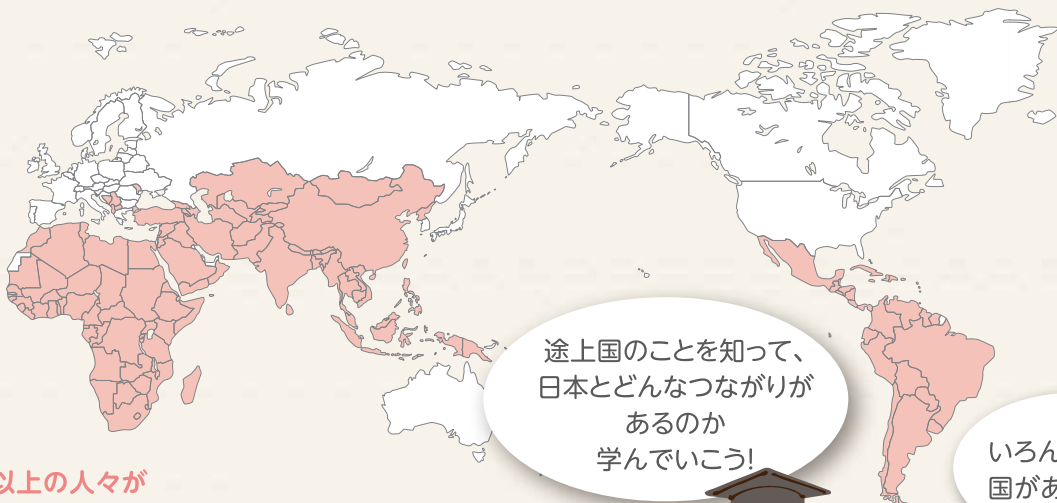 途上国のことを知って、
日本とどんなつながりが
あるのか
学んでいこう!
以上の人々が
いろん
国があ